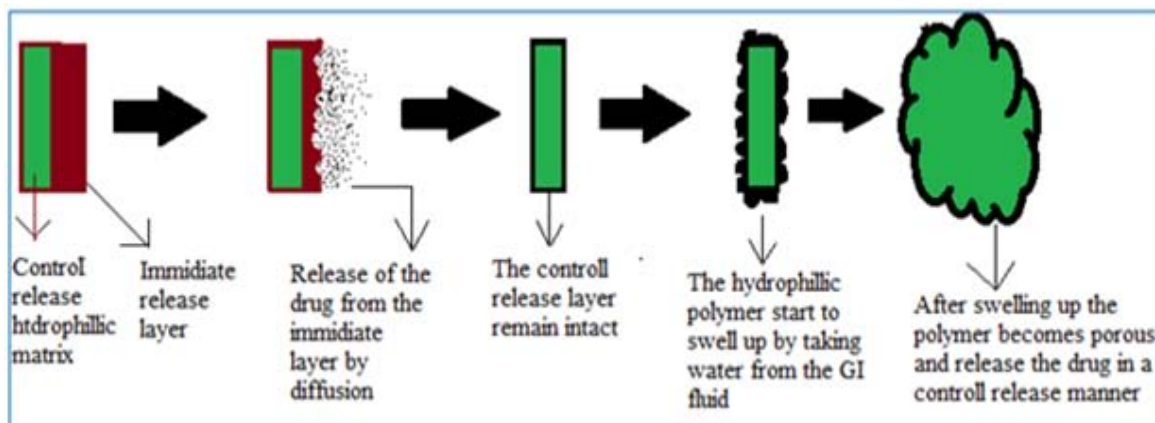 Control
release
htdrophillic
matrix
Immidiate
release
layer
Release of the
drug from the
immidiate
layer by
diffusion
The controll
release layer
remain intact
The hydrophillic
polymer start to
swell up by taking
water from the GI
fluid
After swelling up the
polymer becomes porous
and release the drug in a
controll release manner